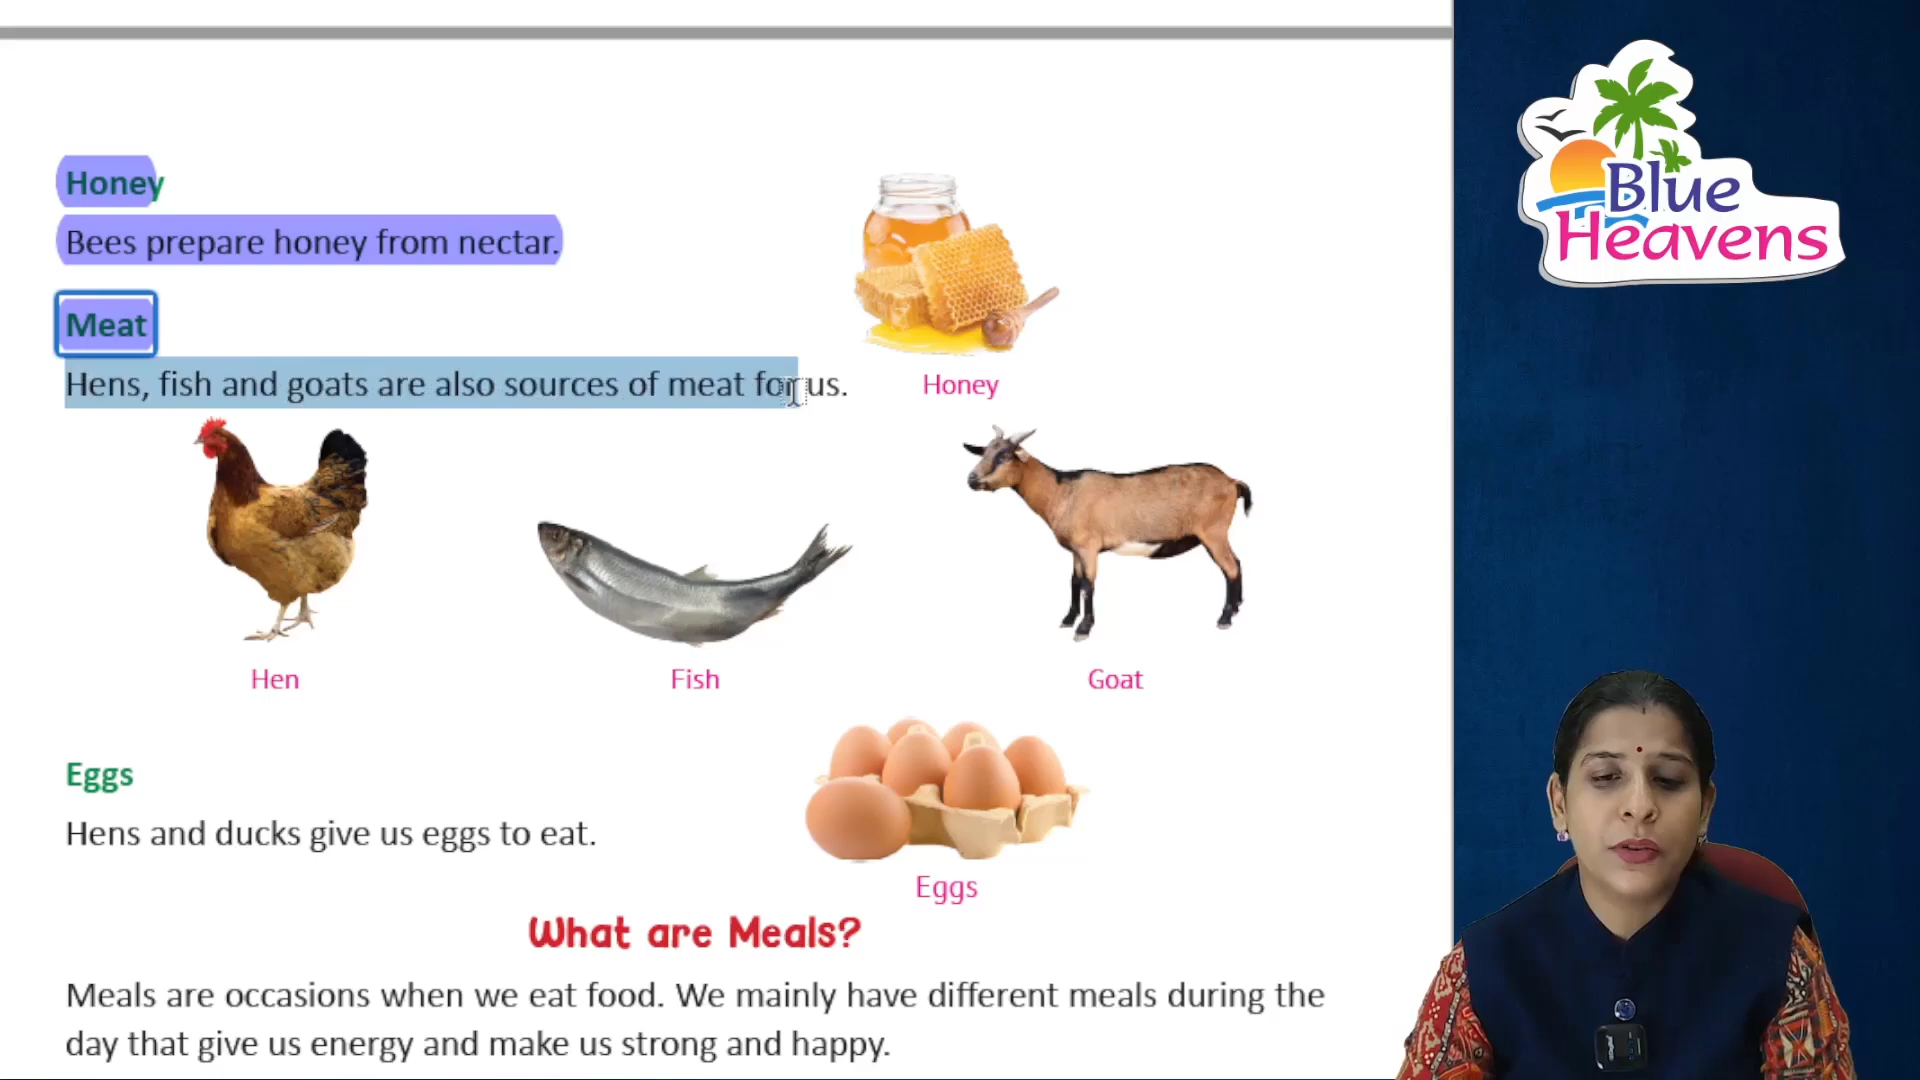 Honey
Bees prepare honey from nectar.
Meat
Hens, fish and goats are also sources of meat for us.
Honey
Hen
Fish
Goat
Eggs
Hens and ducks give us eggs to eat.
Eggs
What are Meals?
Meals are occasions when we eat food. We mainly have different meals during the
day that give us energy and make us strong and happy.
Blue
Heavens